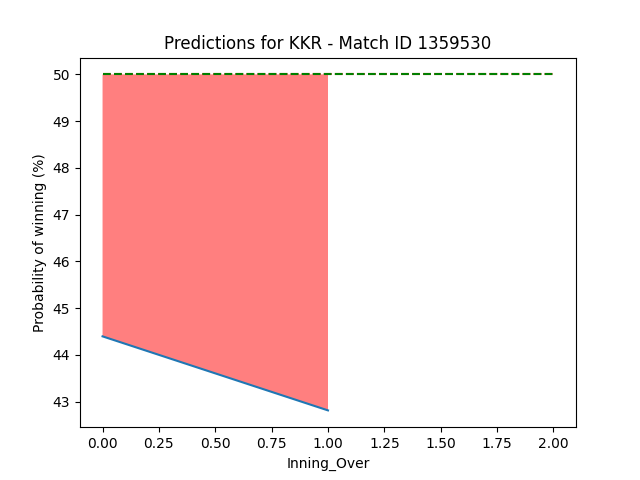 Predictions for KKR - Match ID 1359530
50
49
48
47
46
45
44
43
Probability of winning (%)
0.00 0.25 0.50 0.75 1.00 1.25 1.50 1.75 2.00
Inning_Over